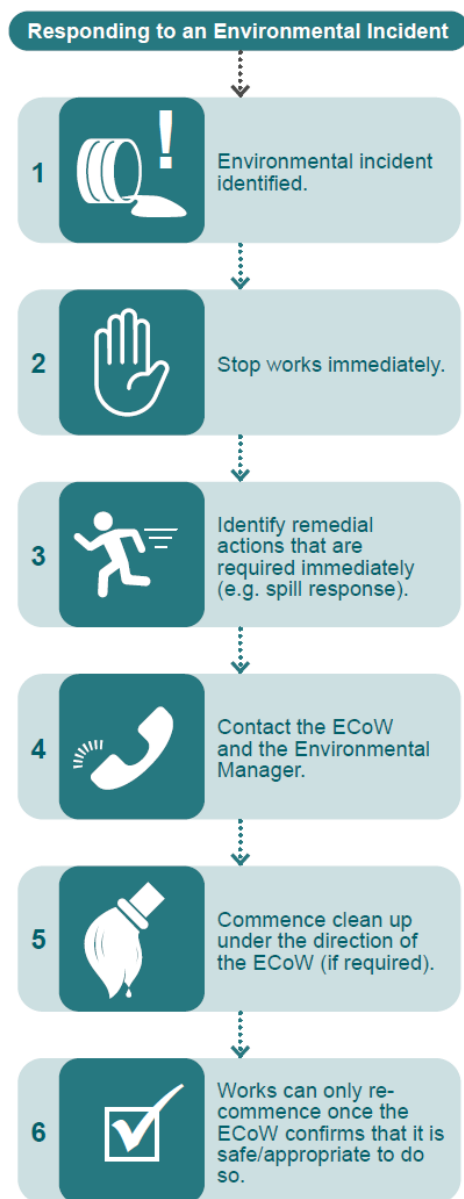 Responding to an Environmental Incident
1
Environmental incident
identified.
2
Stop works immediately.
3
Identify remedial
actions that are
required immediately
(e.g. spill response).
4
Contact the ECoW
and the Environmental
Manager.
5
Commence clean up
under the direction of
the ECoW (if required).
6
Works can only re-
commence once the
ECoW confirms that it is
safe/appropriate to do
so.